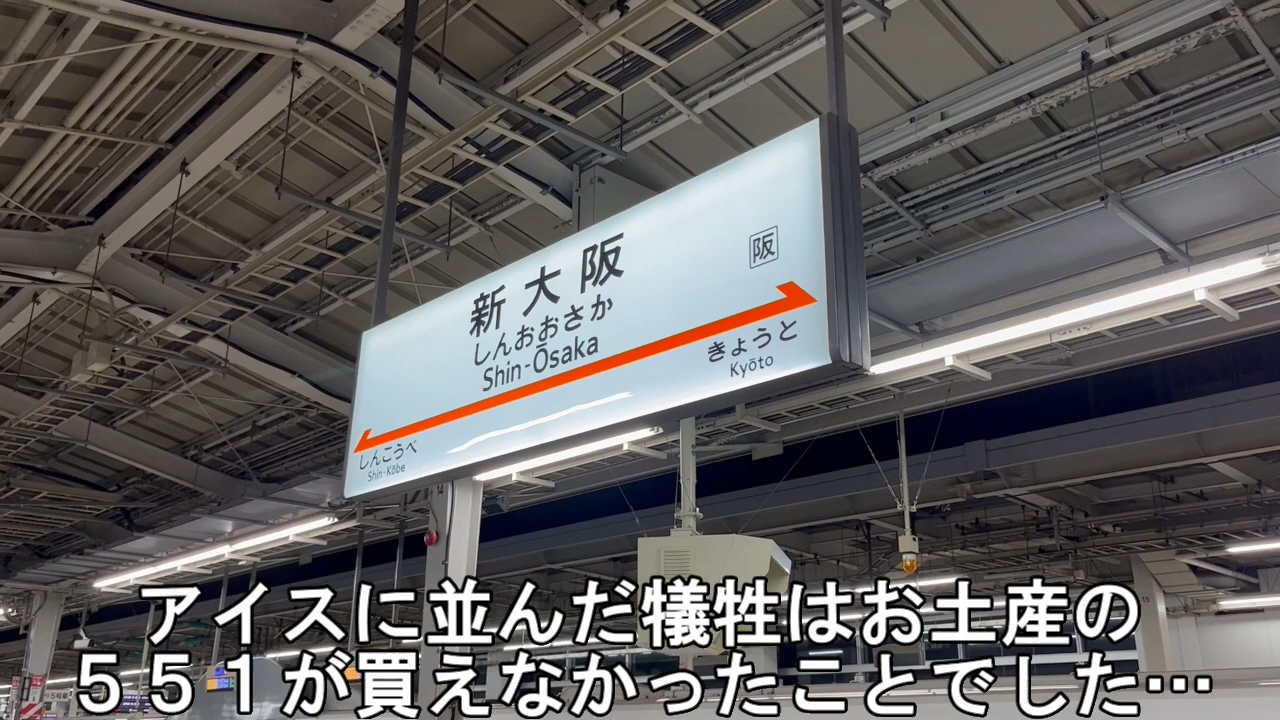 新大阪
阪
しんおおさか
Shin-Ōsaka
きょうと
Kyōto
しんこうべ
Shin-Kōbe
14
アイスに並んだ犠牲はお土産の
５５１が買えなかったことでした…